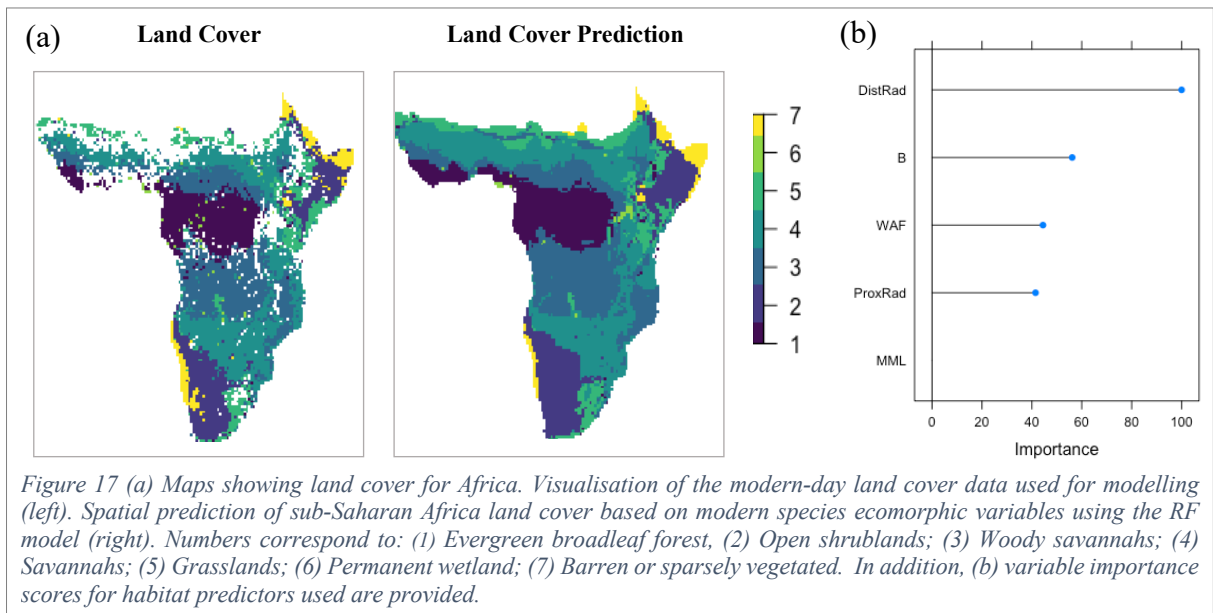 (a)
Land Cover
Land Cover Prediction
(b)
7
6
5
4
3
2
1
DistRad
B
WAF
ProxRad
MML
0 20 40 60 80 100
Importance
Figure 17 (a) Maps showing land cover for Africa. Visualisation of the modern-day land cover data used for modelling
(left). Spatial prediction of sub-Saharan Africa land cover based on modern species ecomorphic variables using the RF
model (right). Numbers correspond to: (1) Evergreen broadleaf forest, (2) Open shrublands; (3) Woody savannahs; (4)
Savannahs; (5) Grasslands; (6) Permanent wetland; (7) Barren or sparsely vegetated. In addition, (b) variable importance
scores for habitat predictors used are provided.